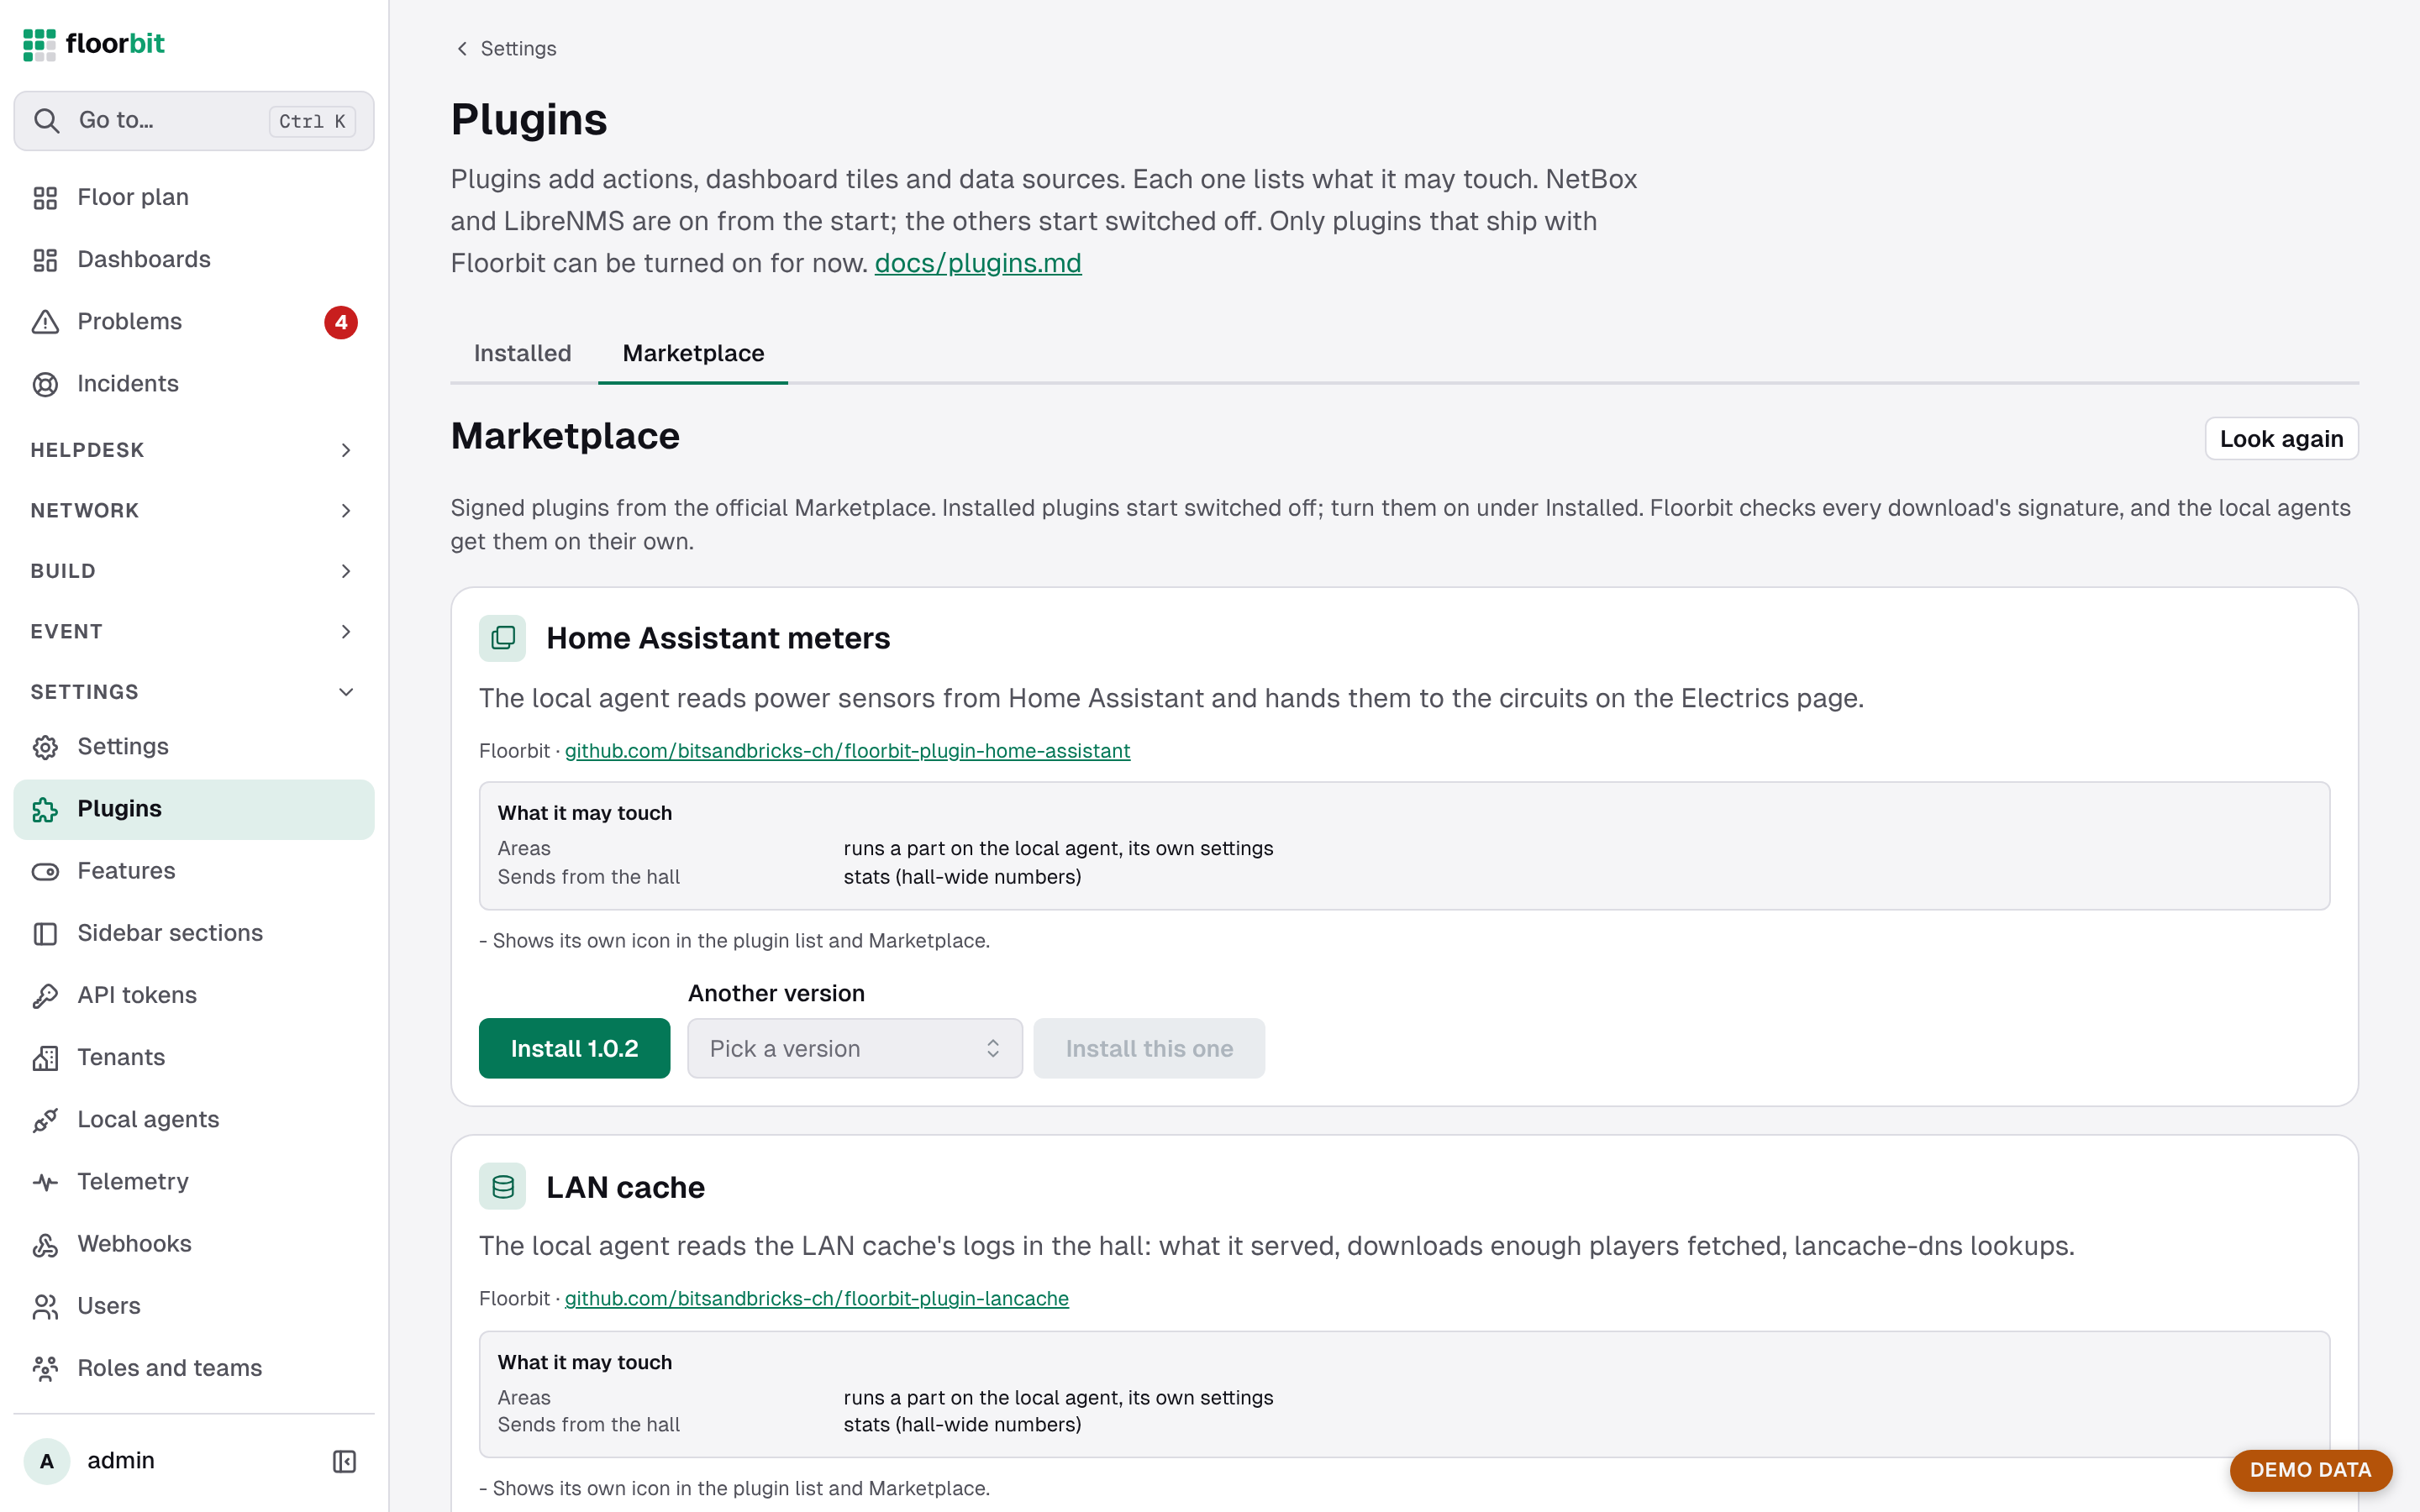 floorbit
Go to...
Ctrl K
Floor plan
Dashboards
Problems
4
Incidents
HELPDESK
NETWORK
BUILD
EVENT
SETTINGS
Settings
Plugins
Features
Sidebar sections
API tokens
Tenants
Local agents
Telemetry
Webhooks
Users
Roles and teams
A
admin
Settings
Plugins
Plugins add actions, dashboard tiles and data sources. Each one lists what it may touch. NetBox
and LibreNMS are on from the start; the others start switched off. Only plugins that ship with
Floorbit can be turned on for now. docs/plugins.md
Installed
Marketplace
Marketplace
Look again
Signed plugins from the official Marketplace. Installed plugins start switched off; turn them on under Installed. Floorbit checks every download's signature, and the local agents
get them on their own.
Home Assistant meters
The local agent reads power sensors from Home Assistant and hands them to the circuits on the Electrics page.
Floorbit · github.com/bitsandbricks-ch/floorbit-plugin-home-assistant
What it may touch
Areas runs a part on the local agent, its own settings
Sends from the hall stats (hall-wide numbers)
- Shows its own icon in the plugin list and Marketplace.
Another version
Install 1.0.2
Pick a version
Install this one
LAN cache
The local agent reads the LAN cache's logs in the hall: what it served, downloads enough players fetched, lancache-dns lookups.
Floorbit · github.com/bitsandbricks-ch/floorbit-plugin-lancache
What it may touch
Areas runs a part on the local agent, its own settings
Sends from the hall stats (hall-wide numbers)
- Shows its own icon in the plugin list and Marketplace.
DEMO DATA